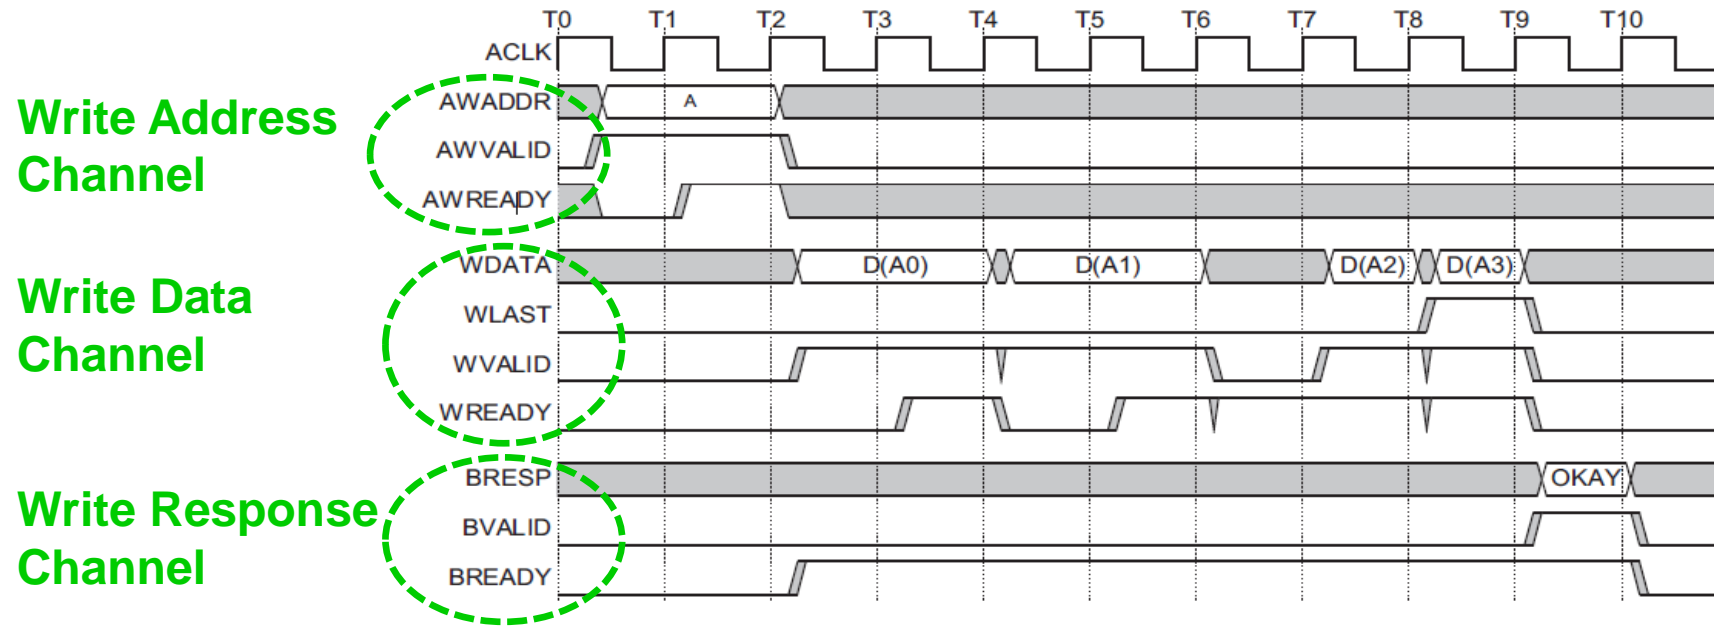 T0 T1 T2 T3 T4 T5 T6 T7 T8 T9 T10
ACLK
Write Address
Channel
AWADDR A
AWVALID
AWREADY
Write Data
Channel
WDATA D(A0) D(A1) D(A2) D(A3)
WLAST
WVALID
WREADY
Write Response
Channel
BRESP OKAY
BVALID
BREADY